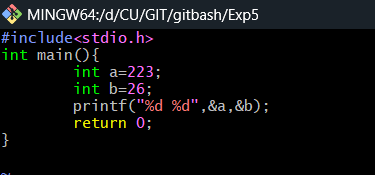 MINGW64:/d/CU/GIT/gitbash/Exp5
#include<stdio.h>
int main(){
        int a=223;
        int b=26;
        printf("%d %d",&a,&b);
        return 0;
}